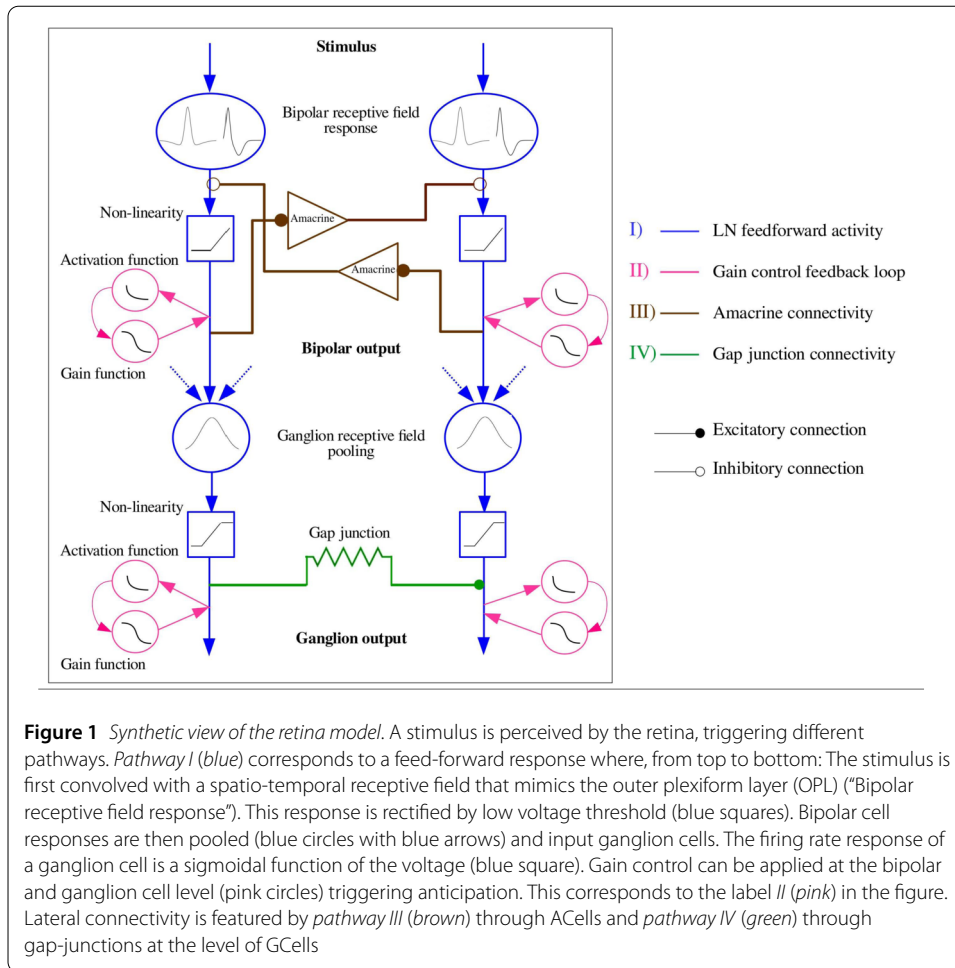 Stimulus
Bipolar receptive field
response
Non-linearity
Amacrine
Amacrine
Activation function
Gain function
Bipolar output
Ganglion receptive field
pooling
Non-linearity
Activation function
Gap junction
Gain function
Ganglion output
I) LN feedforward activity
II) Gain control feedback loop
III) Amacrine connectivity
IV) Gap junction connectivity
Excitatory connection
Inhibitory connection
Figure 1 Synthetic view of the retina model. A stimulus is perceived by the retina, triggering different
pathways. Pathway I (blue) corresponds to a feed-forward response where, from top to bottom: The stimulus is
first convolved with a spatio-temporal receptive field that mimics the outer plexiform layer (OPL) (“Bipolar
receptive field response”). This response is rectified by low voltage threshold (blue squares). Bipolar cell
responses are then pooled (blue circles with blue arrows) and input ganglion cells. The firing rate response of
a ganglion cell is a sigmoidal function of the voltage (blue square). Gain control can be applied at the bipolar
and ganglion cell level (pink circles) triggering anticipation. This corresponds to the label II (pink) in the figure.
Lateral connectivity is featured by pathway III (brown) through ACells and pathway IV (green) through
gap-junctions at the level of GCells